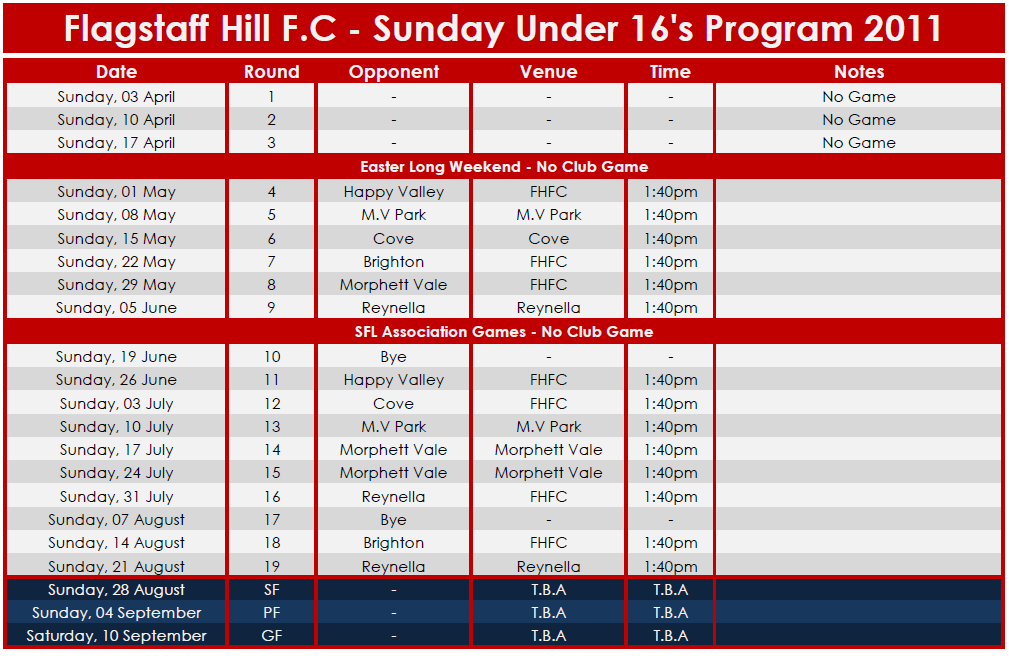 Flagstaff Hill F.C - Sunday Under 16's Program 2011
Date Round Opponent Venue Time Notes
Sunday, 03 April 1 - - - No Game
Sunday, 10 April 2 - - - No Game
Sunday, 17 April 3 - - - No Game
Easter Long Weekend - No Club Game
Sunday, 01 May 4 Happy Valley FHFC 1:40pm
Sunday, 08 May 5 M.V Park M.V Park 1:40pm
Sunday, 15 May 6 Cove Cove 1:40pm
Sunday, 22 May 7 Brighton FHFC 1:40pm
Sunday, 29 May 8 Morphett Vale FHFC 1:40pm
Sunday, 05 June 9 Reynella Reynella 1:40pm
SFL Association Games - No Club Game
Sunday, 19 June 10 Bye - -
Sunday, 26 June 11 Happy Valley FHFC 1:40pm
Sunday, 03 July 12 Cove FHFC 1:40pm
Sunday, 10 July 13 M.V Park M.V Park 1:40pm
Sunday, 17 July 14 Morphett Vale Morphett Vale 1:40pm
Sunday, 24 July 15 Morphett Vale Morphett Vale 1:40pm
Sunday, 31 July 16 Reynella FHFC 1:40pm
Sunday, 07 August 17 Bye - -
Sunday, 14 August 18 Brighton FHFC 1:40pm
Sunday, 21 August 19 Reynella Reynella 1:40pm
Sunday, 28 August SF - T.B.A T.B.A
Sunday, 04 September PF - T.B.A T.B.A
Saturday, 10 September GF - T.B.A T.B.A